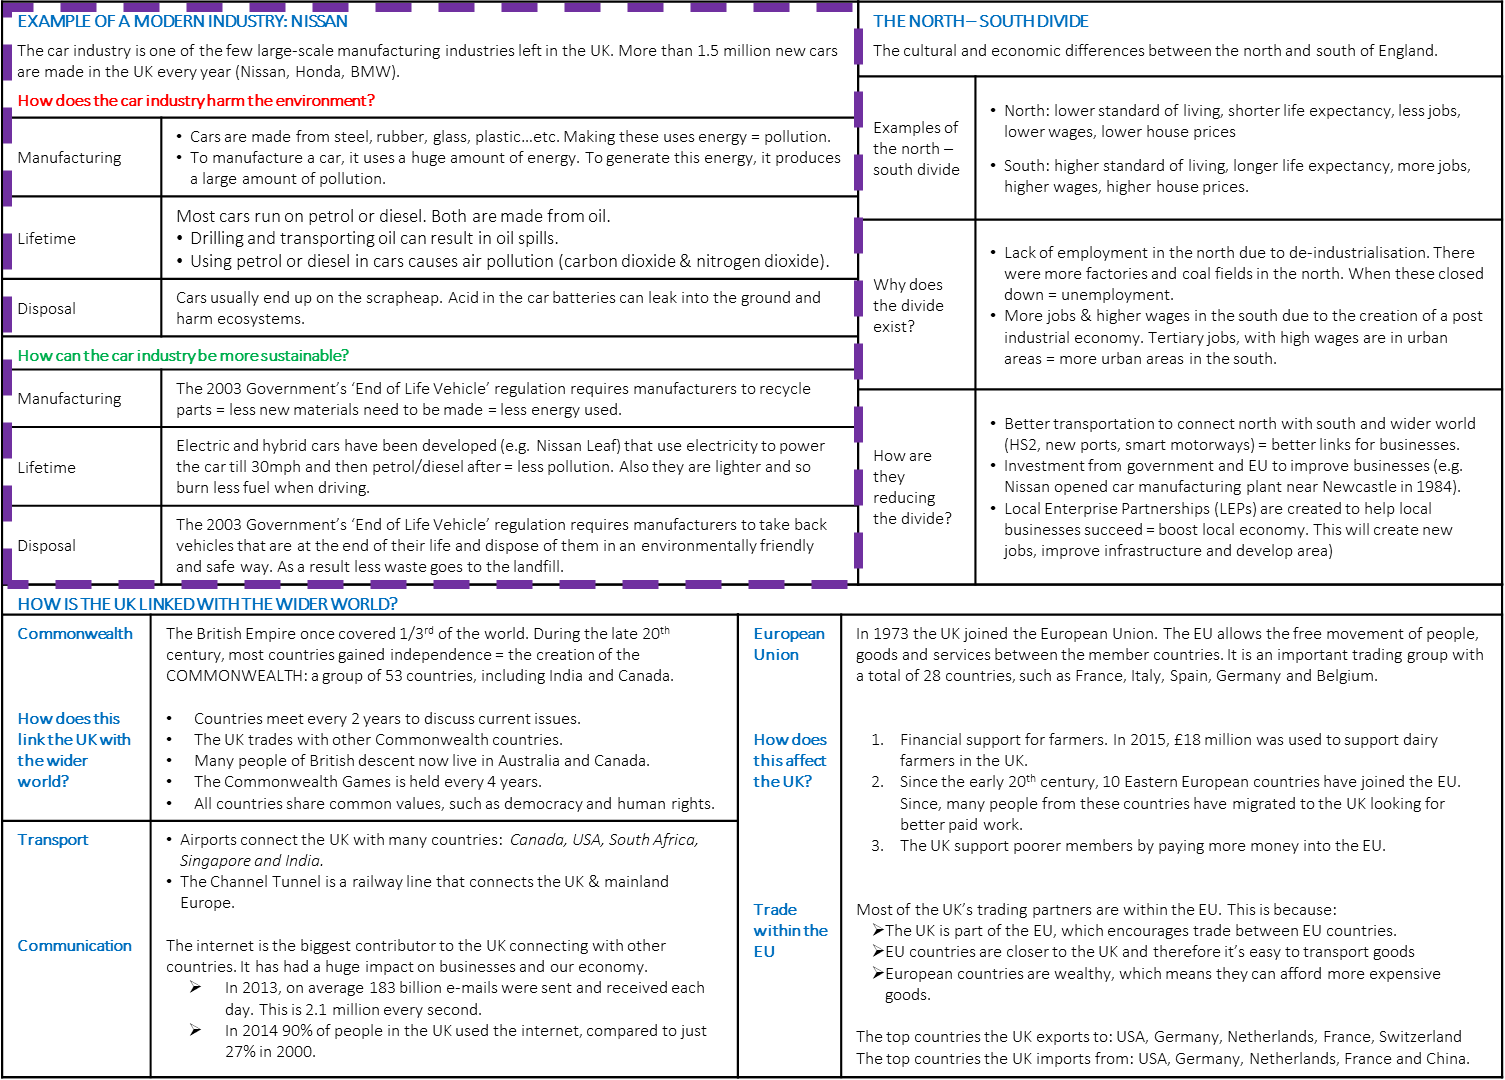 EXAMPLE OF A MODERN INDUSTRY: NISSAN
The car industry is one of the few large-scale manufacturing industries left in the UK. More than 1.5 million new cars
are made in the UK every year (Nissan, Honda, BMW).
How does the car industry harm the environment?
Manufacturing
• Cars are made from steel, rubber, glass, plastic…etc. Making these uses energy = pollution.
• To manufacture a car, it uses a huge amount of energy. To generate this energy, it produces
a large amount of pollution.
Lifetime
Most cars run on petrol or diesel. Both are made from oil.
• Drilling and transporting oil can result in oil spills.
• Using petrol or diesel in cars causes air pollution (carbon dioxide & nitrogen dioxide).
Disposal
Cars usually end up on the scrapheap. Acid in the car batteries can leak into the ground and
harm ecosystems.
How can the car industry be more sustainable?
Manufacturing
The 2003 Government's 'End of Life Vehicle' regulation requires manufacturers to recycle
parts = less new materials need to be made = less energy used.
Lifetime
Electric and hybrid cars have been developed (e.g. Nissan Leaf) that use electricity to power
the car till 30mph and then petrol/diesel after = less pollution. Also they are lighter and so
burn less fuel when driving.
Disposal
The 2003 Government's 'End of Life Vehicle' regulation requires manufacturers to take back
vehicles that are at the end of their life and dispose of them in an environmentally friendly
and safe way. As a result less waste goes to the landfill.
THE NORTH – SOUTH DIVIDE
The cultural and economic differences between the north and south of England.
Examples of
the north –
south divide
• North: lower standard of living, shorter life expectancy, less jobs,
lower wages, lower house prices
• South: higher standard of living, longer life expectancy, more jobs,
higher wages, higher house prices.
Why does
the divide
exist?
• Lack of employment in the north due to de-industrialisation. There
were more factories and coal fields in the north. When these closed
down = unemployment.
• More jobs & higher wages in the south due to the creation of a post
industrial economy. Tertiary jobs, with high wages are in urban
areas = more urban areas in the south.
How are
they
reducing
the divide?
• Better transportation to connect north with south and wider world
(HS2, new ports, smart motorways) = better links for businesses.
• Investment from government and EU to improve businesses (e.g.
Nissan opened car manufacturing plant near Newcastle in 1984).
• Local Enterprise Partnerships (LEPs) are created to help local
businesses succeed = boost local economy. This will create new
jobs, improve infrastructure and develop area)
HOW IS THE UK LINKED WITH THE WIDER WORLD?
Commonwealth
The British Empire once covered 1/3rd of the world. During the late 20th
century, most countries gained independence = the creation of the
COMMONWEALTH: a group of 53 countries, including India and Canada.
How does this
link the UK with
the wider
world?
• Countries meet every 2 years to discuss current issues.
• The UK trades with other Commonwealth countries.
• Many people of British descent now live in Australia and Canada.
• The Commonwealth Games is held every 4 years.
• All countries share common values, such as democracy and human rights.
Transport
• Airports connect the UK with many countries: Canada, USA, South Africa,
Singapore and India.
• The Channel Tunnel is a railway line that connects the UK & mainland
Europe.
Communication
The internet is the biggest contributor to the UK connecting with other
countries. It has had a huge impact on businesses and our economy.
➢ In 2013, on average 183 billion e-mails were sent and received each
day. This is 2.1 million every second.
➢ In 2014 90% of people in the UK used the internet, compared to just
27% in 2000.
European
Union
In 1973 the UK joined the European Union. The EU allows the free movement of people,
goods and services between the member countries. It is an important trading group with
a total of 28 countries, such as France, Italy, Spain, Germany and Belgium.
How does
this affect
the UK?
1. Financial support for farmers. In 2015, £18 million was used to support dairy
farmers in the UK.
2. Since the early 20th century, 10 Eastern European countries have joined the EU.
Since, many people from these countries have migrated to the UK looking for
better paid work.
3. The UK support poorer members by paying more money into the EU.
Trade
within the
EU
Most of the UK's trading partners are within the EU. This is because:
➢The UK is part of the EU, which encourages trade between EU countries.
➢EU countries are closer to the UK and therefore it's easy to transport goods
➢European countries are wealthy, which means they can afford more expensive
goods.
The top countries the UK exports to: USA, Germany, Netherlands, France, Switzerland
The top countries the UK imports from: USA, Germany, Netherlands, France and China.